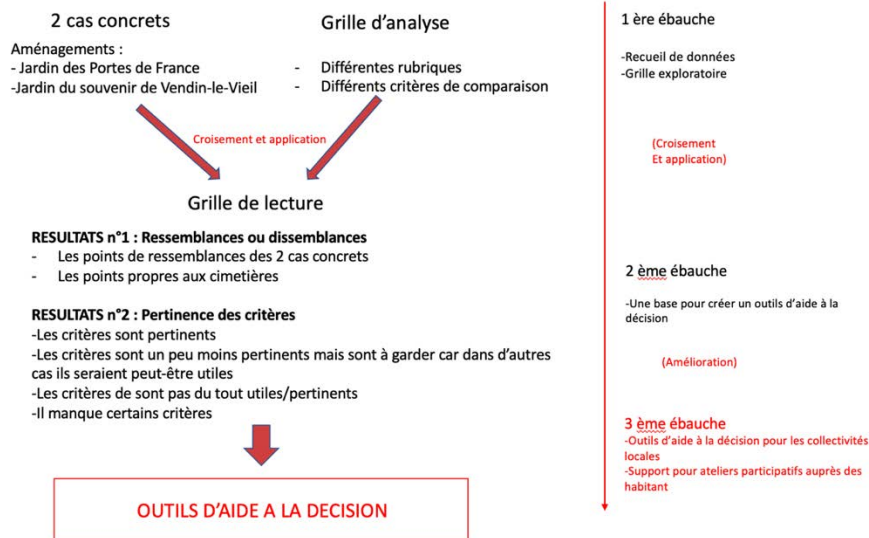 2 cas concrets
Aménagements :
- Jardin des Portes de France
-Jardin du souvenir de Vendin-le-Vieil
Grille d'analyse
- Différentes rubriques
- Différents critères de comparaison
Croisement et application
Grille de lecture
RESULTATS n°1 : Ressemblances ou dissemblances
- Les points de ressemblances des 2 cas concrets
- Les points propres aux cimetières
RESULTATS n°2 : Pertinence des critères
-Les critères sont pertinents
-Les critères sont un peu moins pertinents mais sont à garder car dans d'autres
cas ils seraient peut-être utiles
-Les critères de sont pas du tout utiles/pertinents
-Il manque certains critères
OUTILS D'AIDE A LA DECISION
1 ère ébauche
-Recueil de données
-Grille exploratoire
(Croisement
Et application)
2 ème ébauche
-Une base pour créer un outils d'aide à la
décision
(Amélioration)
3 ème ébauche
-Outils d'aide à la décision pour les collectivités
locales
-Support pour ateliers participatifs auprès des
habitant